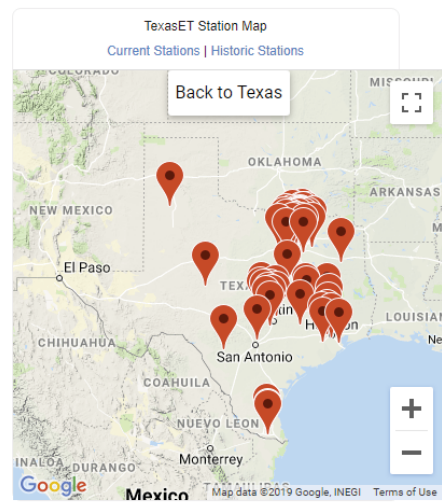 TexasET Station Map
Current Stations | Historic Stations
COLORADO
MISSOURI
Back to Texas
OKLAHOMA
ARKANSAS
NEW MEXICO
El Paso
LOUISIAN
CHIHUAHUA
San Antonio
COAHUILA
NUEVO LEON
Monterrey
DURANGO
Google
Mexico
Map data ©2019 Google, INEGI
Terms of Use